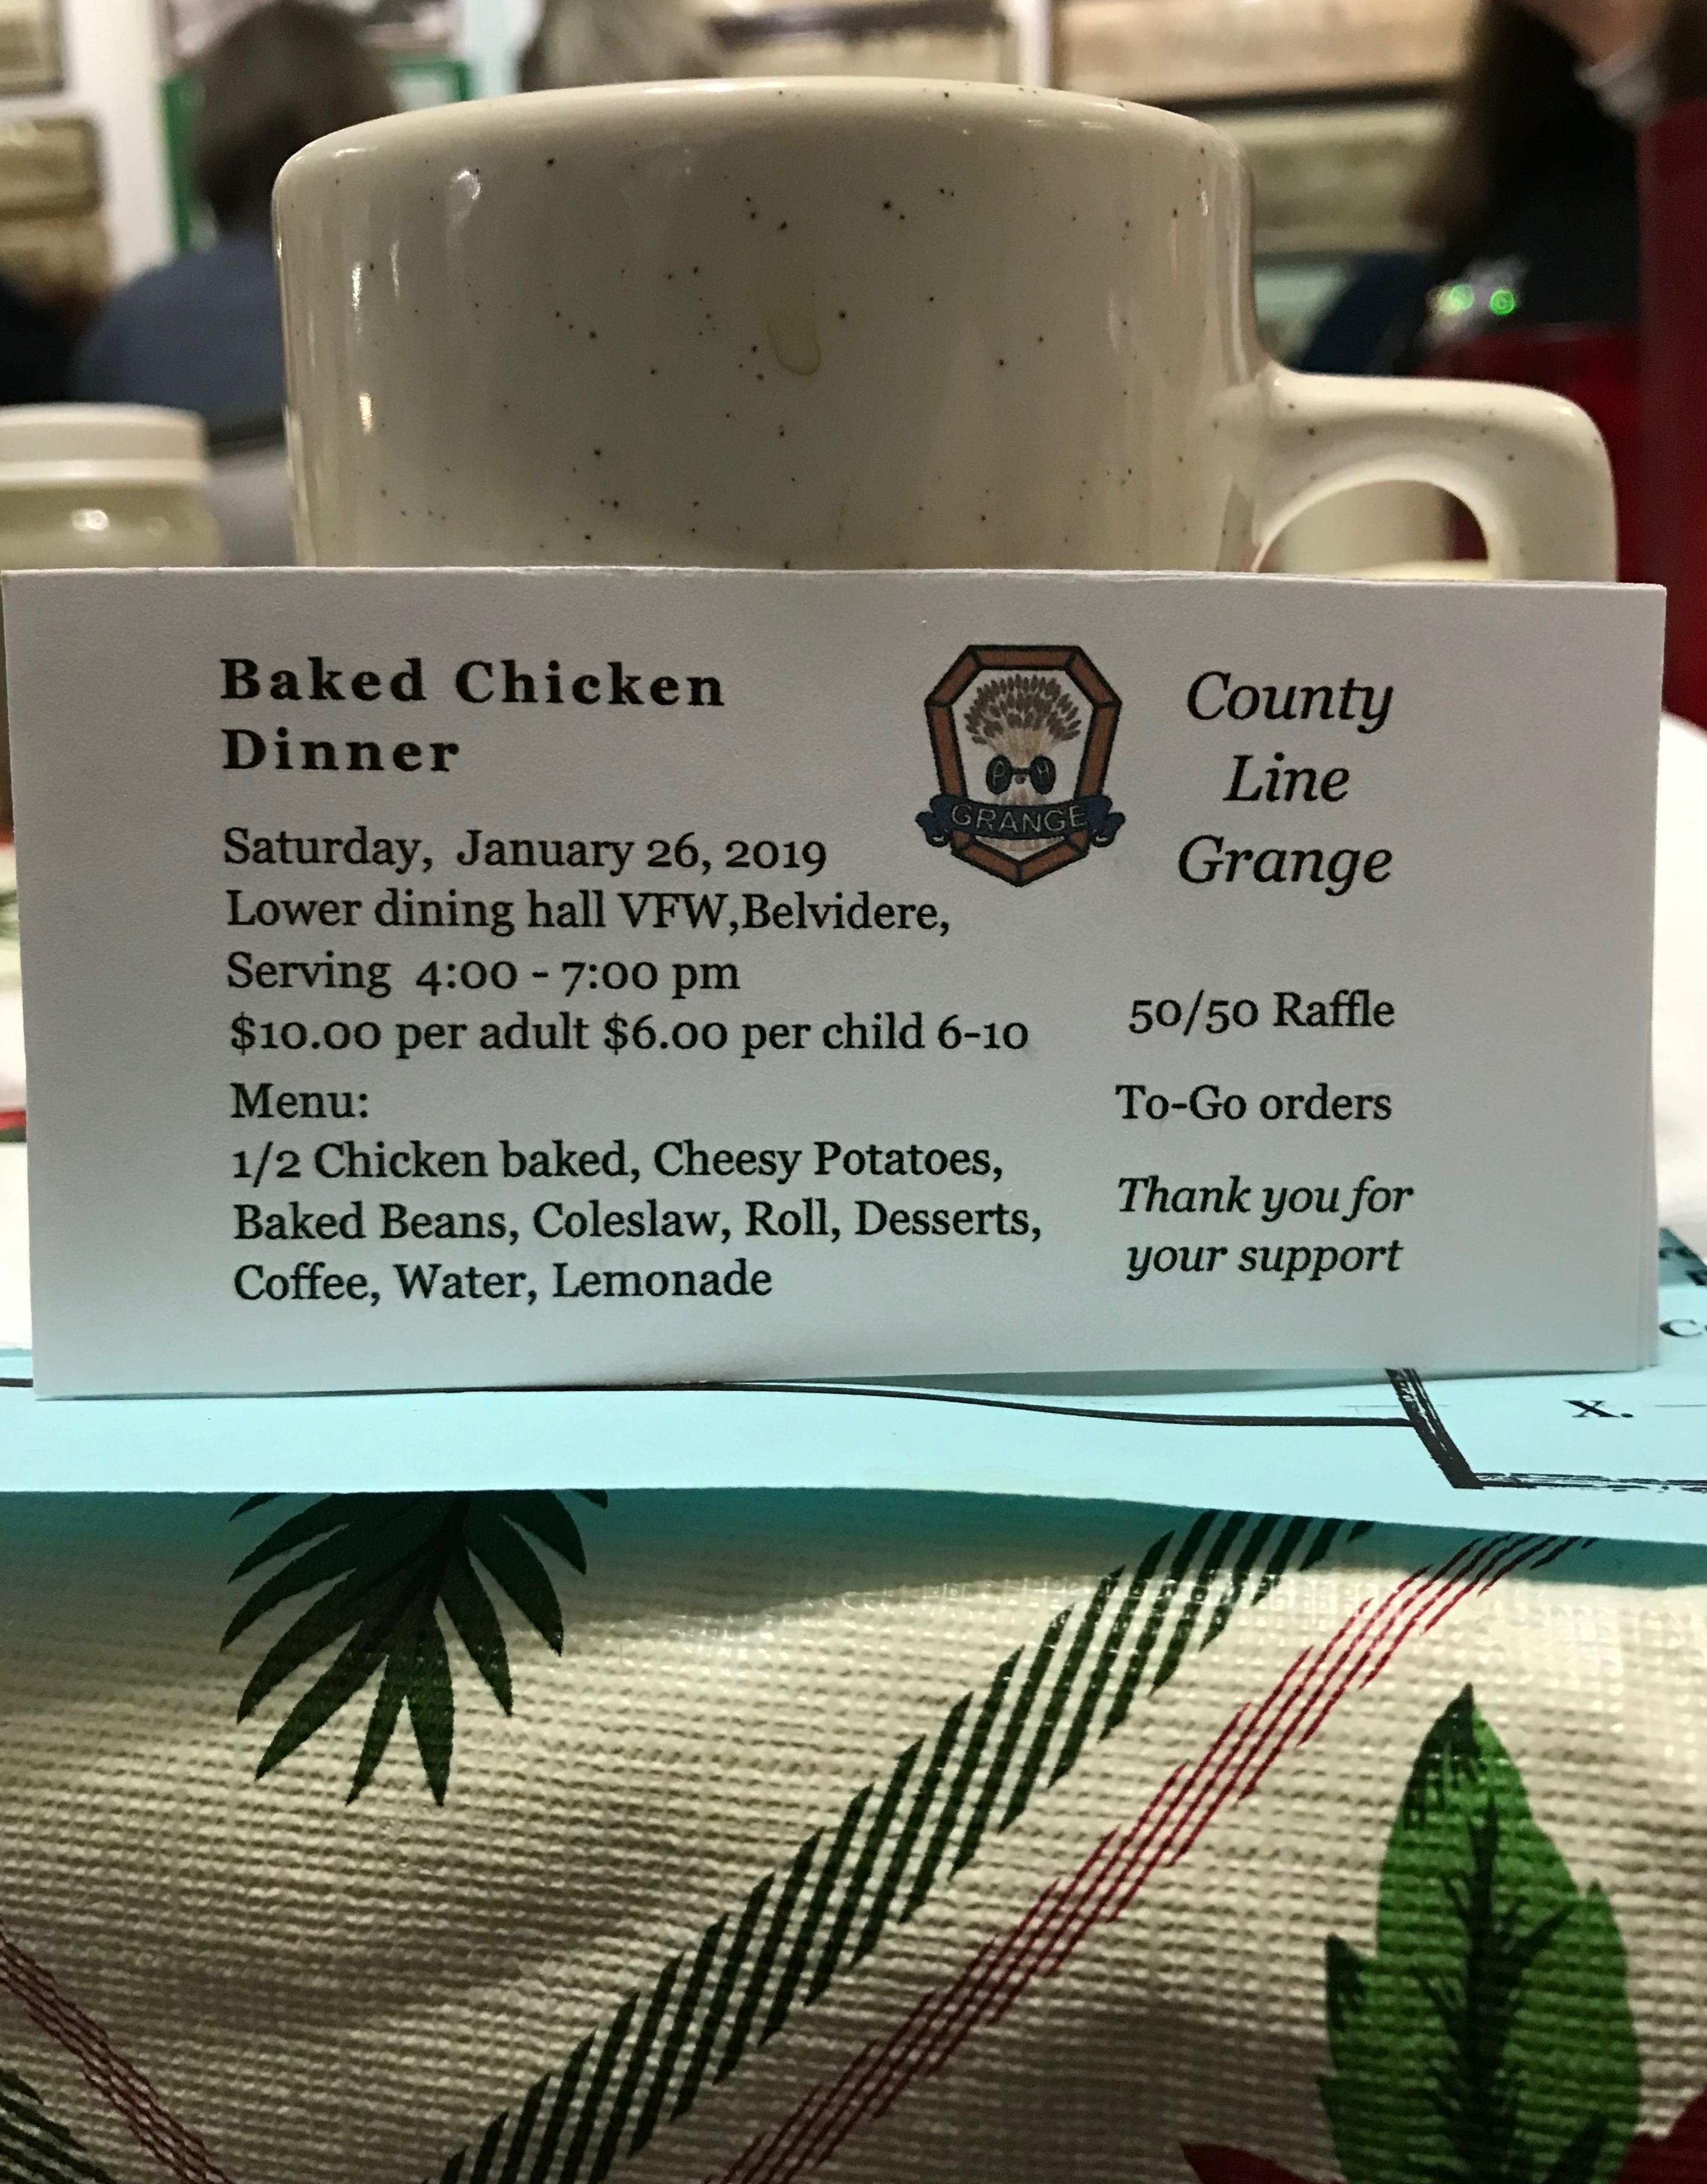 Baked Chicken
Dinner
Saturday, January 26, 2019
Lower dining hall VFW,Belvidere,
Serving 4:00 - 7:00 pm
$10.00 per adult $6.00 per child 6-10
Menu:
1/2 Chicken baked, Cheesy Potatoes,
Baked Beans, Coleslaw, Roll, Desserts,
Coffee, Water, Lemonade
P H
GRANGE
County
Line
Grange
50/50 Raffle
To-Go orders
Thank you for
your support
X.